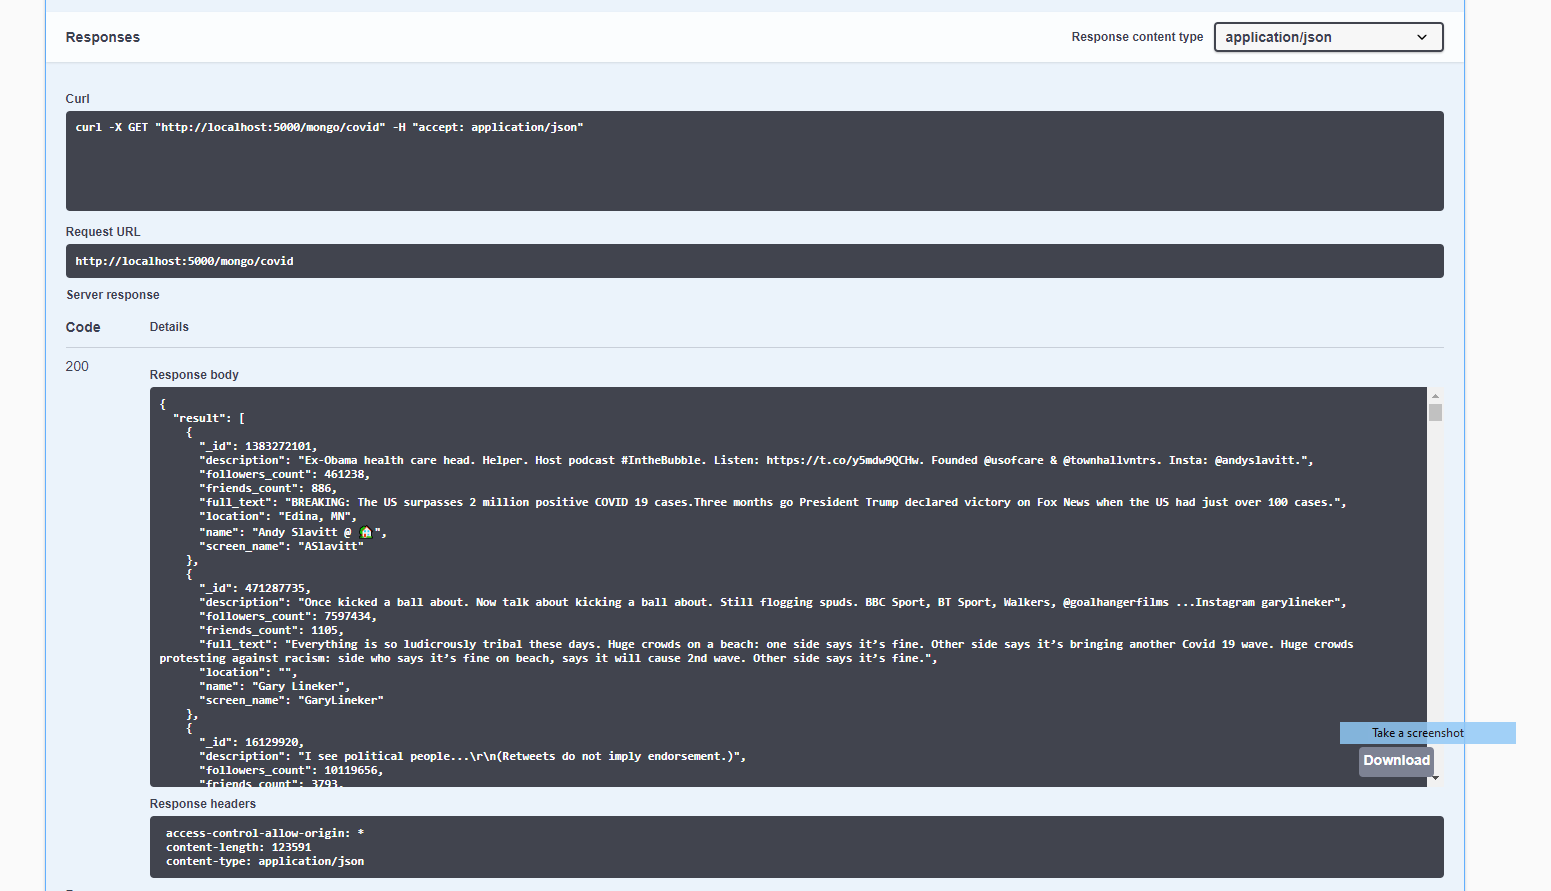 Responses
Response content type
application/json
Curl
curl -X GET "http://localhost:5000/mongo/covid" -H "accept: application/json"
Request URL
http://localhost:5000/mongo/covid
Server response
Code Details
200
Response body
{
"result": [
{
"_id": 1383272101,
"description": "Ex-Obama health care head. Helper. Host podcast #IntheBubble. Listen: https://t.co/y5mdw9QCHw. Founded @usofcare & @townhallvntrs. Insta: @andyslavitt.",
"followers_count": 461238,
"friends_count": 886,
"full_text": "BREAKING: The US surpasses 2 million positive COVID 19 cases.Three months go President Trump declared victory on Fox News when the US had just over 100 cases.",
"location": "Edina, MN",
"name": "Andy Slavitt @ 🏠",
"screen_name": "ASlavitt"
},
{
"_id": 471287735,
"description": "Once kicked a ball about. Now talk about kicking a ball about. Still flogging spuds. BBC Sport, BT Sport, Walkers, @goalhangerfilms ...Instagram garylineker",
"followers_count": 7597434,
"friends_count": 1105,
"full_text": "Everything is so ludicrously tribal these days. Huge crowds on a beach: one side says it’s fine. Other side says it’s bringing another Covid 19 wave. Huge crowds
protesting against racism: side who says it’s fine on beach, says it will cause 2nd wave. Other side says it’s fine.",
"location": "",
"name": "Gary Lineker",
"screen_name": "GaryLineker"
},
{
"_id": 16129920,
"description": "I see political people...\r\n(Retweets do not imply endorsement.)",
"followers_count": 10119656,
"friends_count": 3793,
Take a screenshot
Download
Response headers
access-control-allow-origin: *
content-length: 123591
content-type: application/json